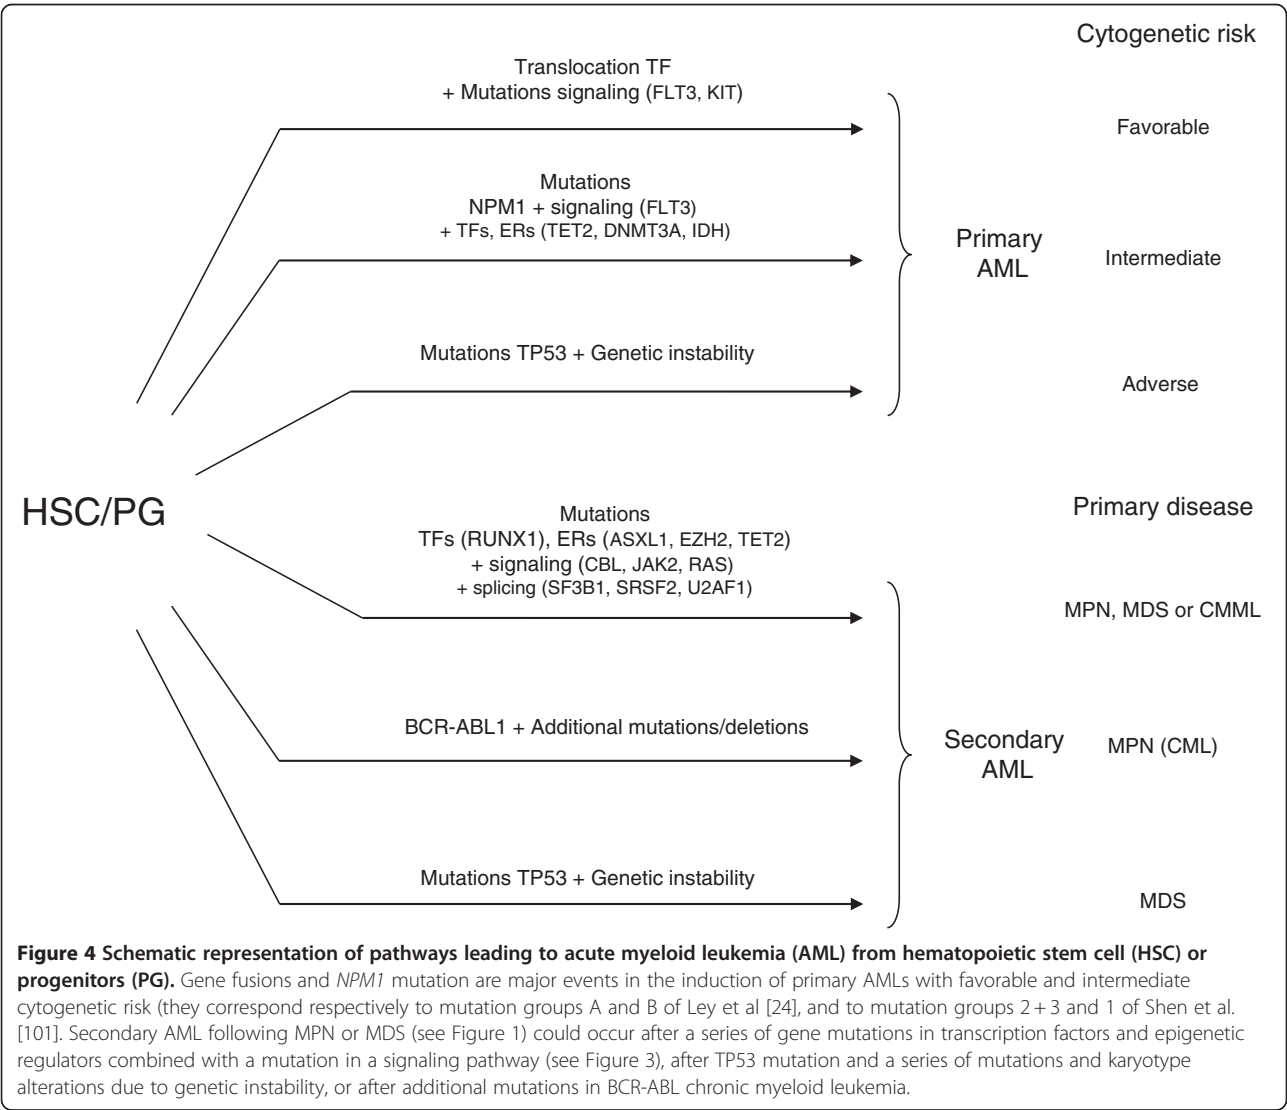 Cytogenetic risk
Translocation TF
+ Mutations signaling (FLT3, KIT)
Favorable
Mutations
NPM1 + signaling (FLT3)
+ TFs, ERs (TET2, DNMT3A, IDH)
Primary
AML
Intermediate
Mutations TP53 + Genetic instability
Adverse
HSC/PG
Primary disease
Mutations
TFs (RUNX1), ERs (ASXL1, EZH2, TET2)
+ signaling (CBL, JAK2, RAS)
+ splicing (SF3B1, SRSF2, U2AF1)
MPN, MDS or CMML
BCR-ABL1 + Additional mutations/deletions
Secondary
AML
MPN (CML)
Mutations TP53 + Genetic instability
MDS
Figure 4 Schematic representation of pathways leading to acute myeloid leukemia (AML) from hematopoietic stem cell (HSC) or
progenitors (PG). Gene fusions and NPM1 mutation are major events in the induction of primary AMLs with favorable and intermediate
cytogenetic risk (they correspond respectively to mutation groups A and B of Ley et al [24], and to mutation groups 2 + 3 and 1 of Shen et al.
[101]. Secondary AML following MPN or MDS (see Figure 1) could occur after a series of gene mutations in transcription factors and epigenetic
regulators combined with a mutation in a signaling pathway (see Figure 3), after TP53 mutation and a series of mutations and karyotype
alterations due to genetic instability, or after additional mutations in BCR-ABL chronic myeloid leukemia.